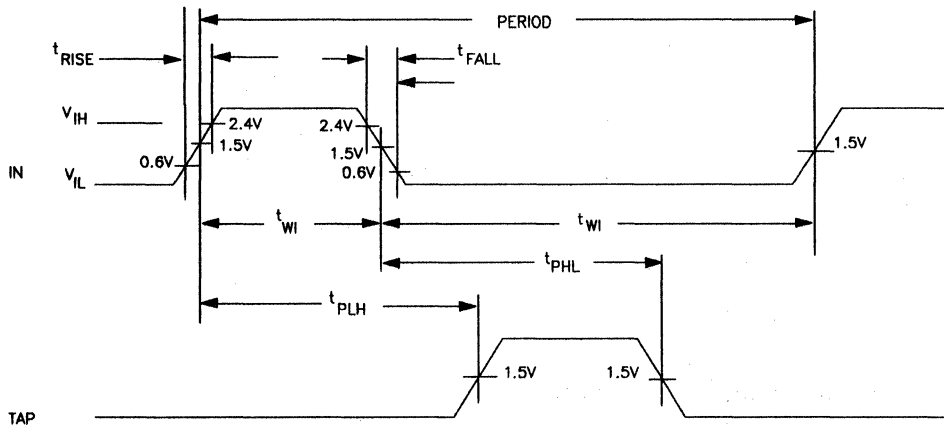 PERIOD
tRISE
tFALL
VIH
2.4V
2.4V
1.5V
1.5V
1.5V
0.6V
0.6V
IN
VIL
tWI
tWI
tPHL
tPLH
1.5V
1.5V
TAP